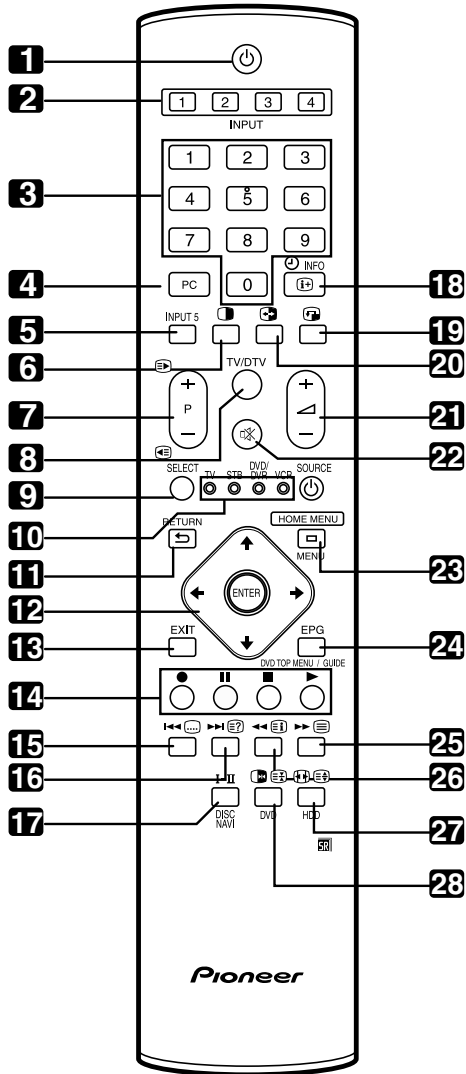 1
2
1 2 3 4
INPUT
1 2 3
3
4 5 6
7 8 9
INFO
4 PC 0 i+ 18
5 INPUT 5 19
6 20
TV/DTV
7 + P − + − 21
8 22
9 SELECT TV STB DVD/DVR VCR SOURCE
10
RETURN HOME MENU
11 MENU 23
12 ENTER
13 EXIT EPG 24
DVD TOP MENU / GUIDE
14
15 ? i 25
16 I-II 26
17 DISC NAVI DVD HDD 27
SR
28
Pioneer